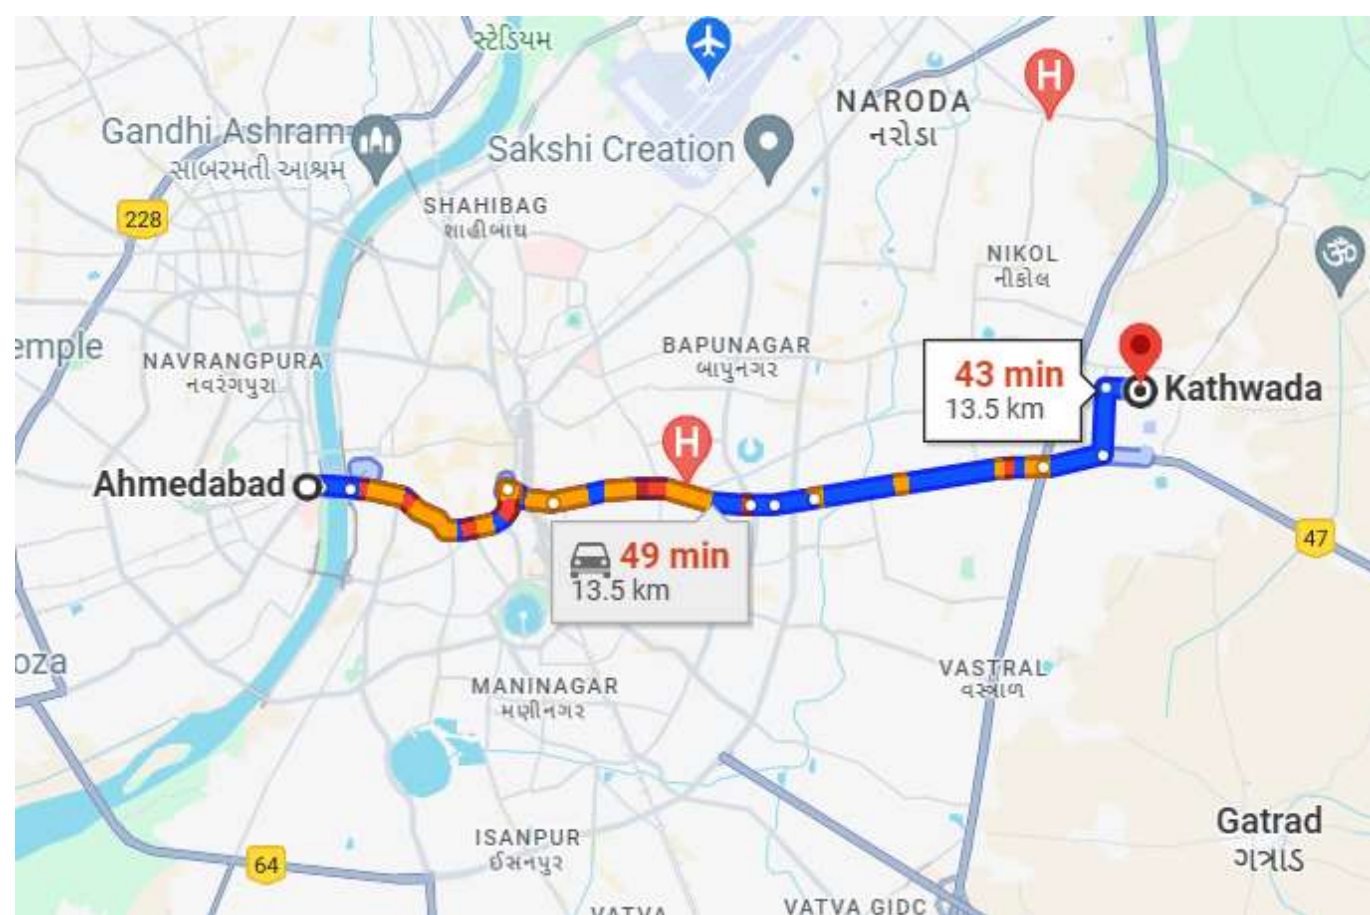 સ્ટેડિયમ
NARODA
નરોડા
Gandhi Ashram
સાબરમતી આશ્રમ
Sakshi Creation
SHAHIBAG
શાહીબાઘ
228
NIKOL
નીકોલ
emple
NAVRANGPURA
નવરંગપુરા
BAPUNAGAR
બાપુનગર
43 min
13.5 km
Kathwada
H
H
Ahmedabad
49 min
13.5 km
47
oza
VASTRAL
વસ્ત્રાળ
MANINAGAR
મણીનગર
Gatrad
ગત્રાડ
ISANPUR
ઈસનપુર
64
VATVA
VATVA GIDC